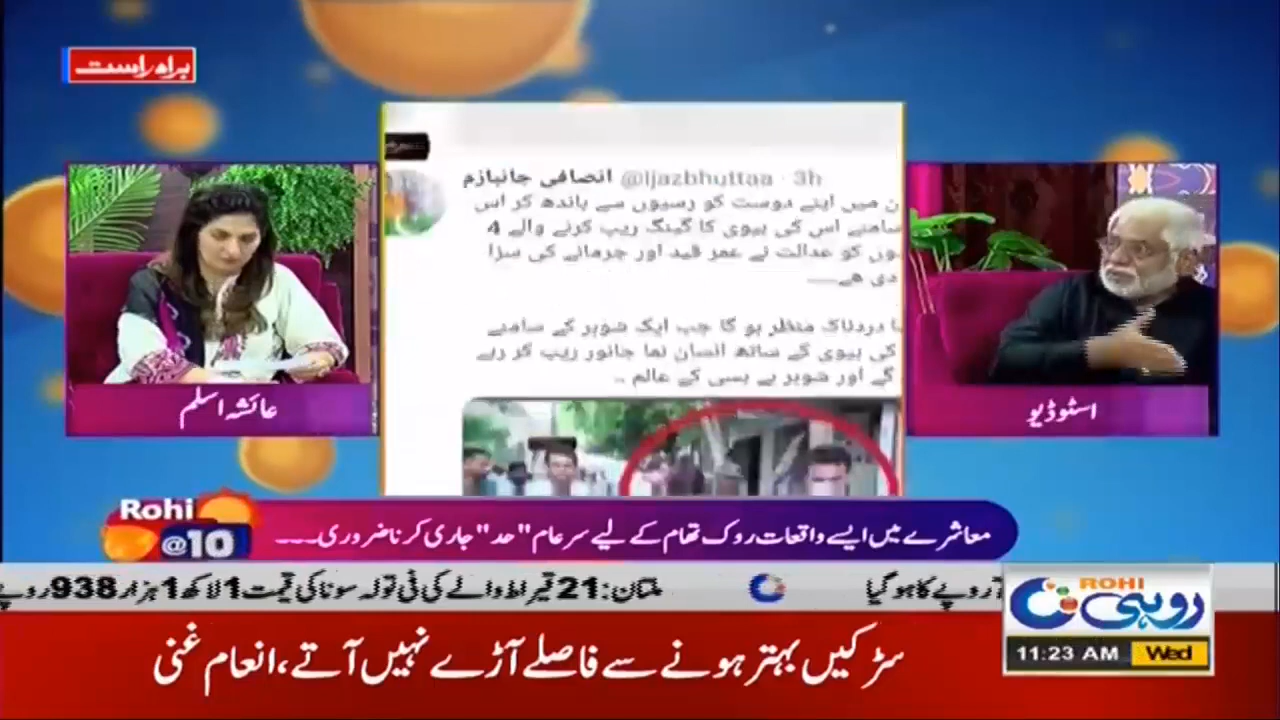 براہ راست
انصافی جانبازم @Ijazbhuttaa · 3h
ن میں اپنے دوست کو رسیوں سے باندھ کر اس
سامنے اس کی بیوی کا گینگ ریپ کرنے والے 4
وں کو عدالت نے عمر قید اور جرمانے کی سزا
دی ھے....
ا دردناک منظر ہو گا جب ایک شوہر کے سامنے
کی بیوی کے ساتھ انسان نما جانور ریپ کر رہے
گے اور شوہر بے بسی کے عالم ..
عائشہ اسلم
اسٹوڈیو
Rohi @10
معاشرے میں ایسے واقعات روک تھام کے لیے سرعام "حد" جاری کرنا ضروری۔۔۔۔
روپے کا ہو گیا
ملتان: 21 قیراط والے کی فی تولہ سونا کی قیمت 1 لاکھ 1 ہزار 938 روپے
سڑکیں بہتر ہونے سے فاصلے آڑے نہیں آتے، انعام غنی
ROHI
روہی
11:23 AM Wed